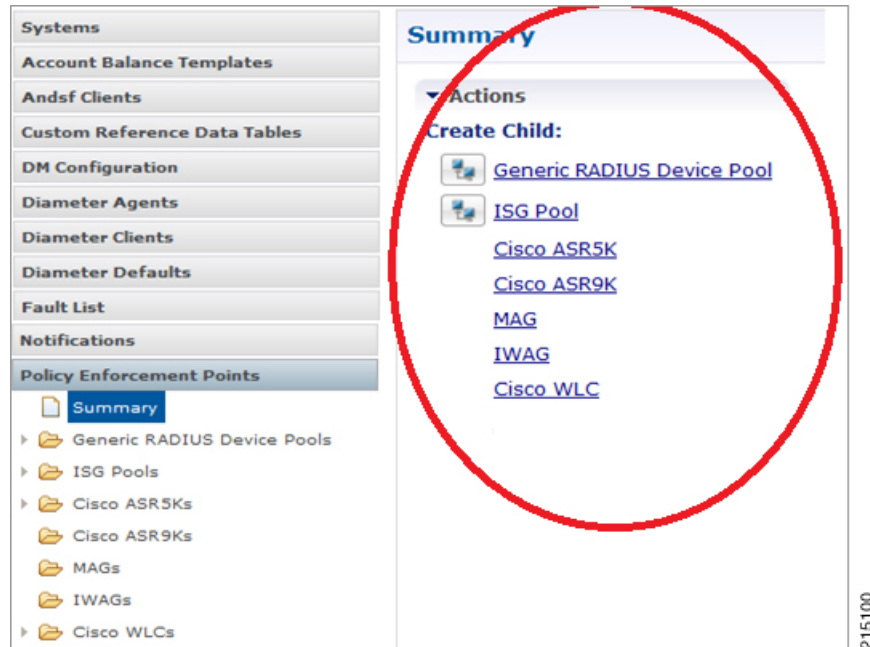 Systems
Account Balance Templates
Andsf Clients
Custom Reference Data Tables
DM Configuration
Diameter Agents
Diameter Clients
Diameter Defaults
Fault List
Notifications
Policy Enforcement Points
Summary
Generic RADIUS Device Pools
ISG Pools
Cisco ASR5Ks
Cisco ASR9Ks
MAGs
IWAGs
Cisco WLCs
Summary
Actions
Create Child:
Generic RADIUS Device Pool
ISG Pool
Cisco ASR5K
Cisco ASR9K
MAG
IWAG
Cisco WLC
215100